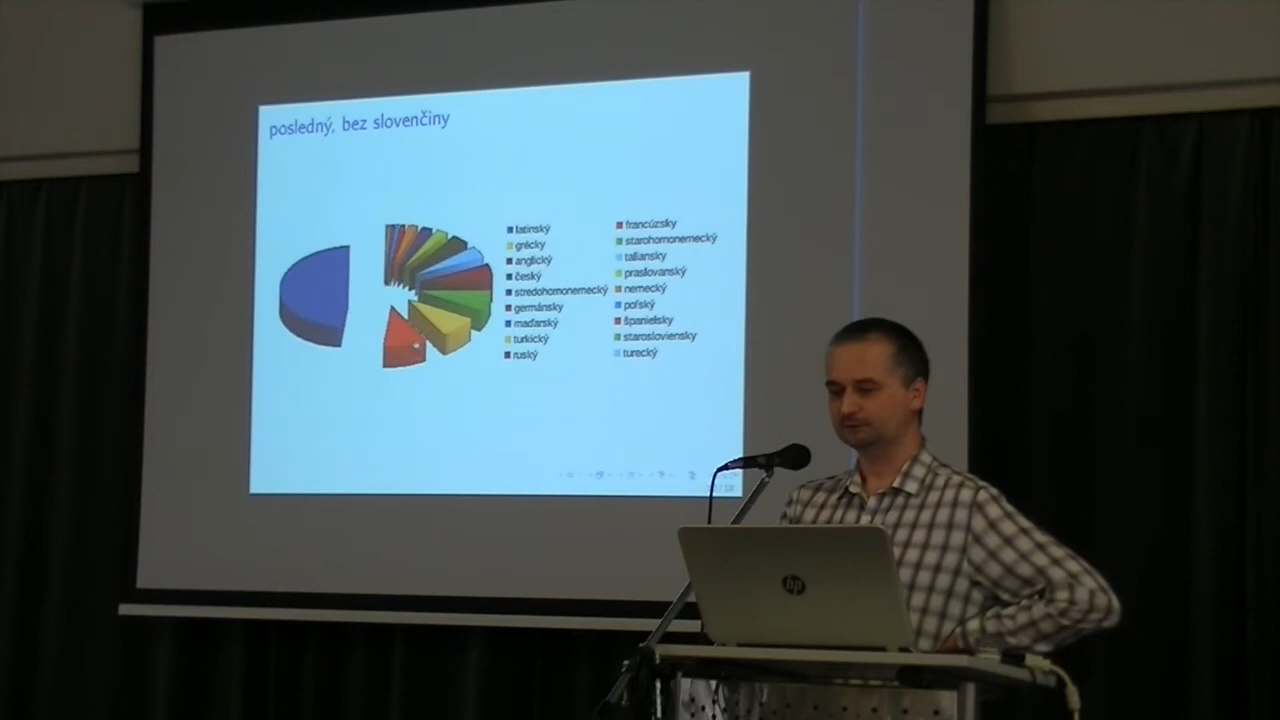 posledný, bez slovenčiny
latinský
grécky
anglický
český
stredohornonemecký
germánsky
maďarský
turkický
ruský
francúzsky
starohornonemecký
taliansky
praslovanský
nemecký
poľský
španielsky
starosloviensky
turecký
hp